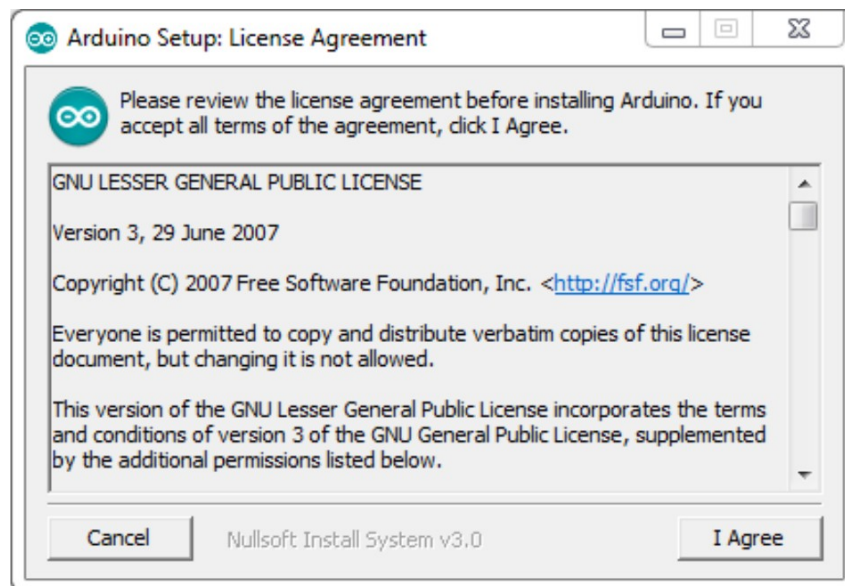 Arduino Setup: License Agreement
Please review the license agreement before installing Arduino. If you
accept all terms of the agreement, click I Agree.
GNU LESSER GENERAL PUBLIC LICENSE
Version 3, 29 June 2007
Copyright (C) 2007 Free Software Foundation, Inc. <http://fsf.org/>
Everyone is permitted to copy and distribute verbatim copies of this license
document, but changing it is not allowed.
This version of the GNU Lesser General Public License incorporates the terms
and conditions of version 3 of the GNU General Public License, supplemented
by the additional permissions listed below.
Cancel
Nullsoft Install System v3.0
I Agree